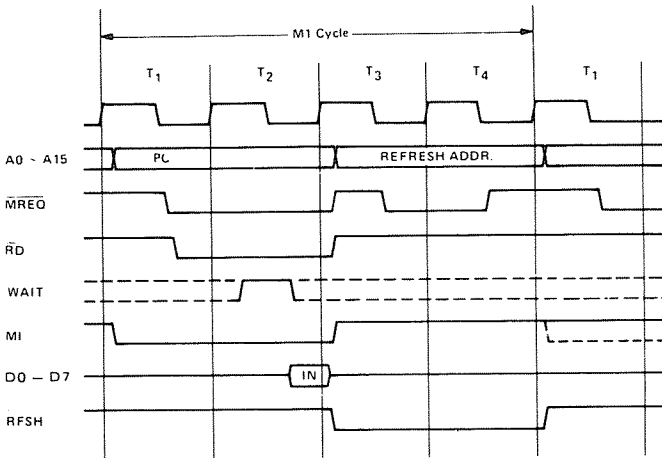 M1 Cycle
T1 T2 T3 T4 T1
A0 ~ A15 PC REFRESH ADDR.
MREQ
RD
WAIT
MI
D0 — D7 IN
RFSH